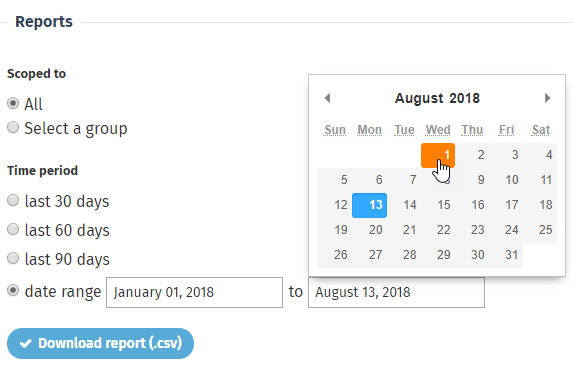 Reports
Scoped to
All
Select a group
Time period
last 30 days
last 60 days
last 90 days
date range January 01, 2018 to August 13, 2018
Download report (.csv)
August 2018
Sun Mon Tue Wed Thu Fri Sat
1 2 3 4
5 6 7 8 9 10 11
12 13 14 15 16 17 18
19 20 21 22 23 24 25
26 27 28 29 30 31